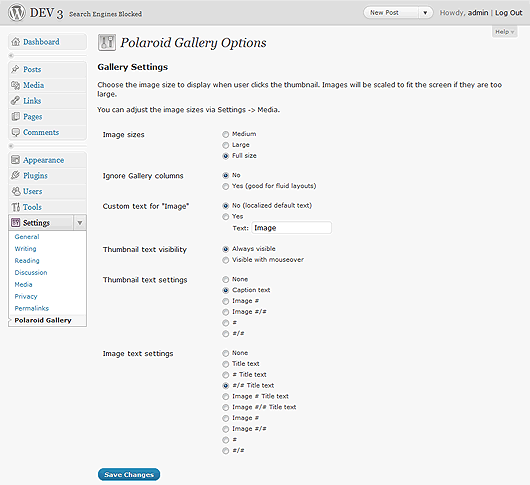 DEV 3 Search Engines Blocked
New Post
Howdy, admin | Log Out
Help
Dashboard
Posts
Media
Links
Pages
Comments
Appearance
Plugins
Users
Tools
Settings
General
Writing
Reading
Discussion
Media
Privacy
Permalinks
Polaroid Gallery
Polaroid Gallery Options
Gallery Settings
Choose the image size to display when user clicks the thumbnail. Images will be scaled to fit the screen if they are too
large.
You can adjust the image sizes via Settings -> Media.
Image sizes
Medium
Large
Full size
Ignore Gallery columns
No
Yes (good for fluid layouts)
Custom text for "Image"
No (localized default text)
Yes
Text: Image
Thumbnail text visibility
Always visible
Visible with mouseover
Thumbnail text settings
None
Caption text
Image #
Image #/#
#
#/#
Image text settings
None
Title text
# Title text
#/# Title text
Image # Title text
Image #/# Title text
Image #
Image #/#
#
#/#
Save Changes